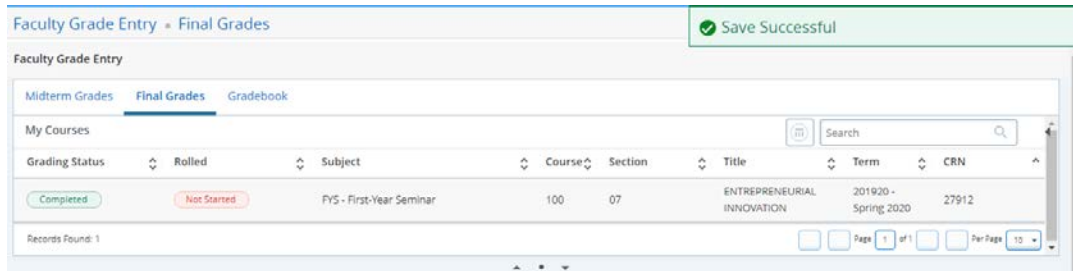 Faculty Grade Entry • Final Grades
Save Successful
Faculty Grade Entry
Midterm Grades Final Grades Gradebook
My Courses Search
Grading Status Rolled Subject Course Section Title Term CRN
Completed Not Started FYS - First-Year Seminar 100 07 ENTREPRENEURIAL 201920 - 27912
INNOVATION Spring 2020
Records Found: 1 Page 1 of 1 Per Page 10